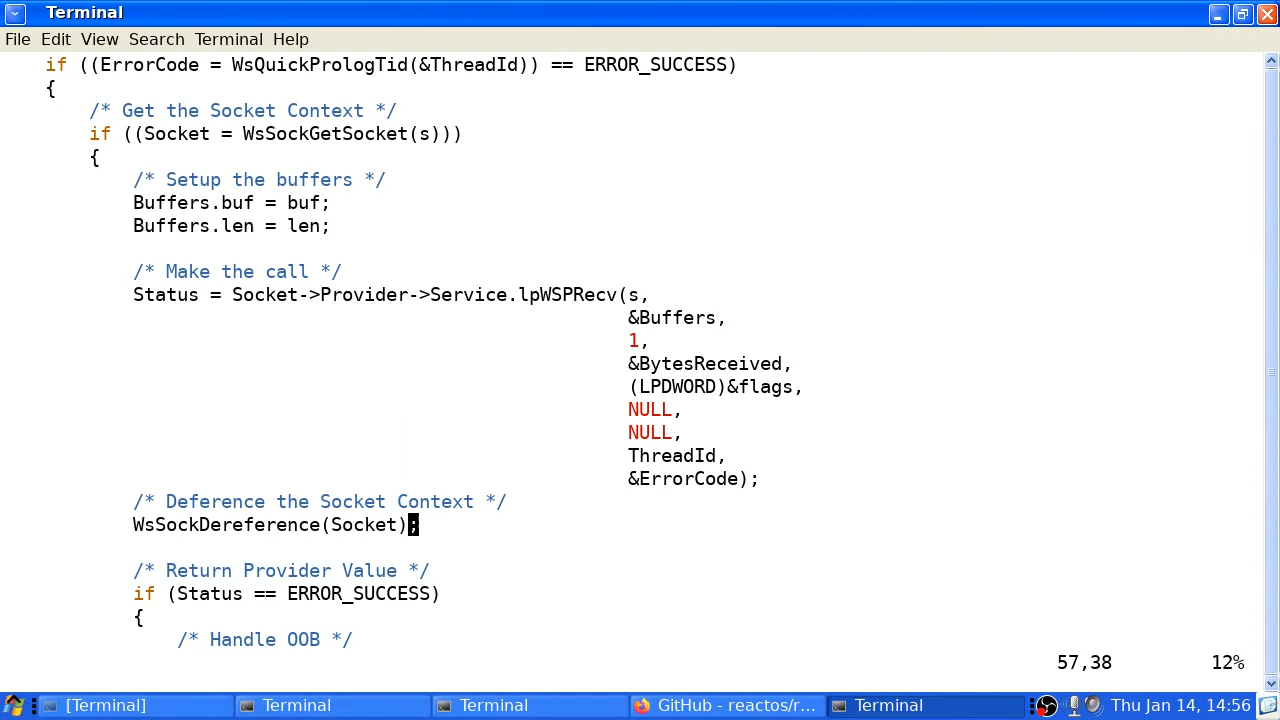 Terminal
File Edit View Search Terminal Help
if ((ErrorCode = WsQuickPrologTid(&ThreadId)) == ERROR_SUCCESS)
{
/* Get the Socket Context */
if ((Socket = WsSockGetSocket(s)))
{
/* Setup the buffers */
Buffers.buf = buf;
Buffers.len = len;
/* Make the call */
Status = Socket->Provider->Service.lpWSPRecv(s,
&Buffers,
1,
&BytesReceived,
(LPDWORD)&flags,
NULL,
NULL,
ThreadId,
&ErrorCode);
/* Deference the Socket Context */
WsSockDereference(Socket);
/* Return Provider Value */
if (Status == ERROR_SUCCESS)
{
/* Handle OOB */
57,38 12%
[Terminal] Terminal Terminal GitHub - reactos/r... Terminal Thu Jan 14, 14:56